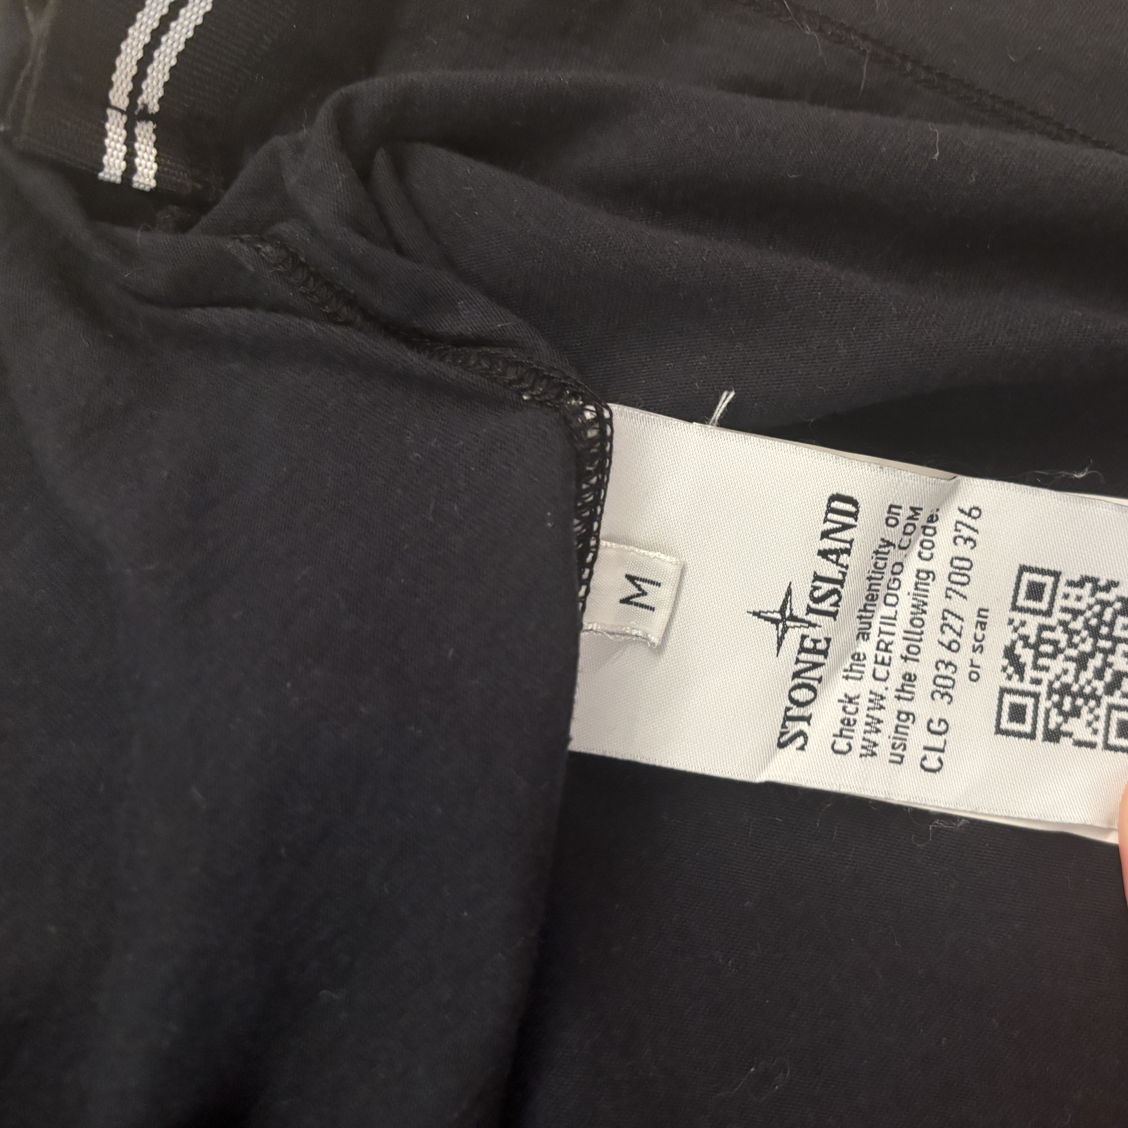 M
STONE ISLAND
Check the authenticity on
WWW.CERTILOGO.COM
using the following code:
CLG 303 627 700 376
or scan